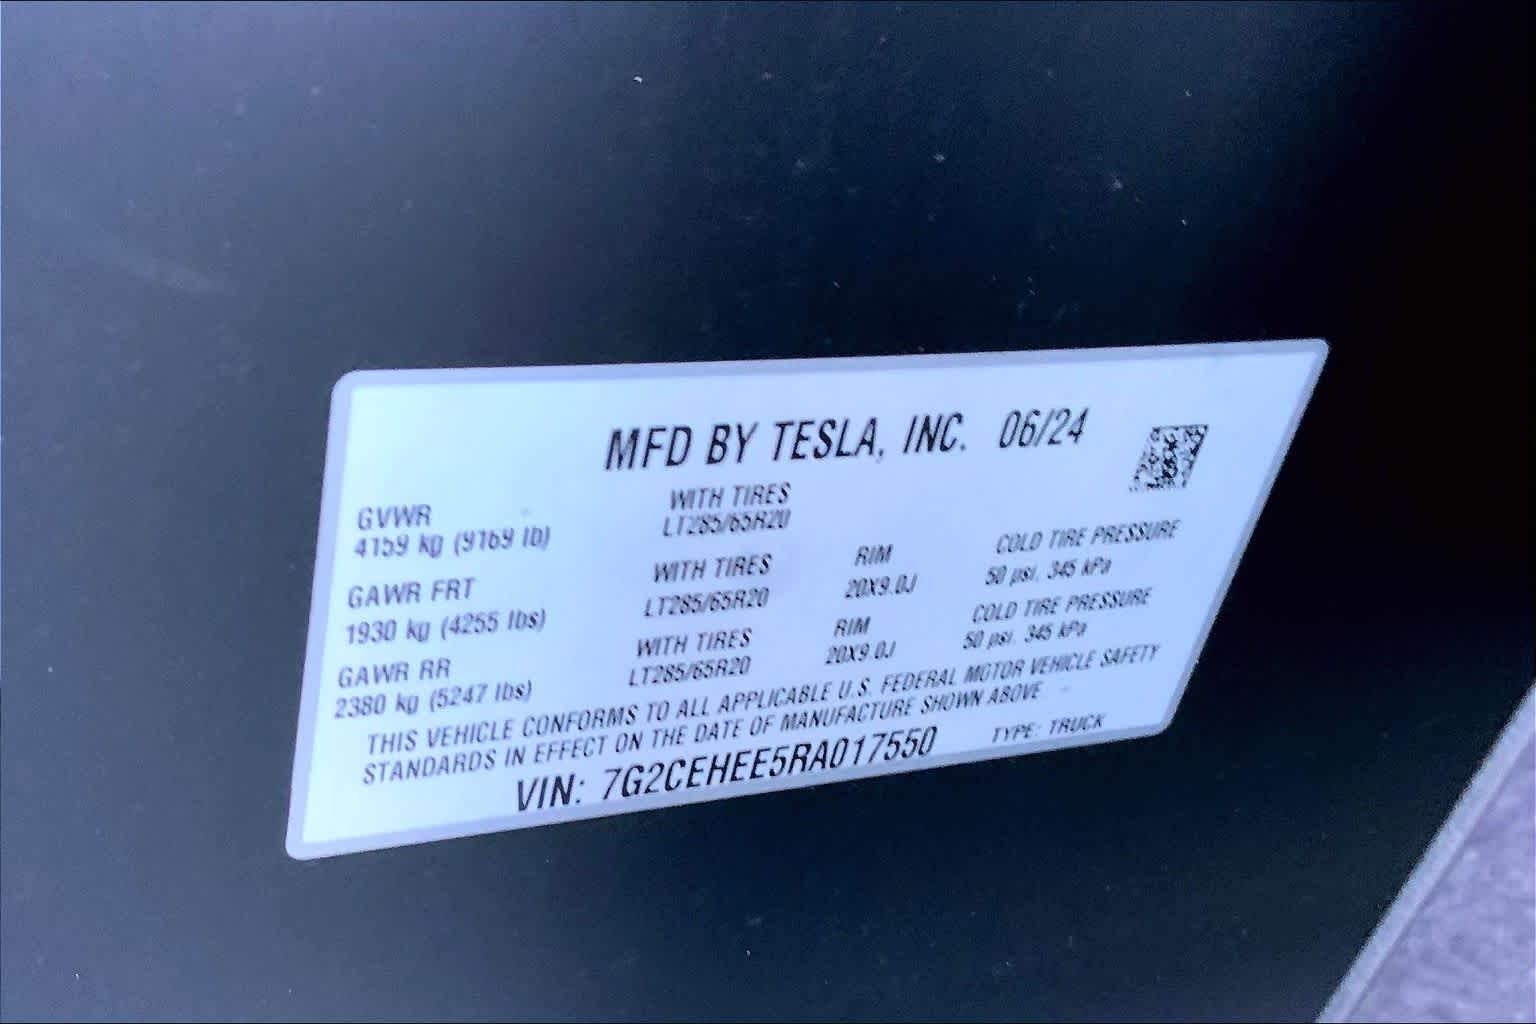 MFD BY TESLA, INC. 06/24
GVWR WITH TIRES
4159 kg (9169 lb) LT285/65R20
GAWR FRT WITH TIRES RIM COLD TIRE PRESSURE
1930 kg (4255 lbs) LT285/65R20 20X9.0J 50 psi. 345 kPa
GAWR RR WITH TIRES RIM COLD TIRE PRESSURE
2380 kg (5247 lbs) LT285/65R20 20X9.0J 50 psi. 345 kPa
THIS VEHICLE CONFORMS TO ALL APPLICABLE U.S. FEDERAL MOTOR VEHICLE SAFETY
STANDARDS IN EFFECT ON THE DATE OF MANUFACTURE SHOWN ABOVE
VIN: 7G2CEHEE5RA017550 TYPE: TRUCK